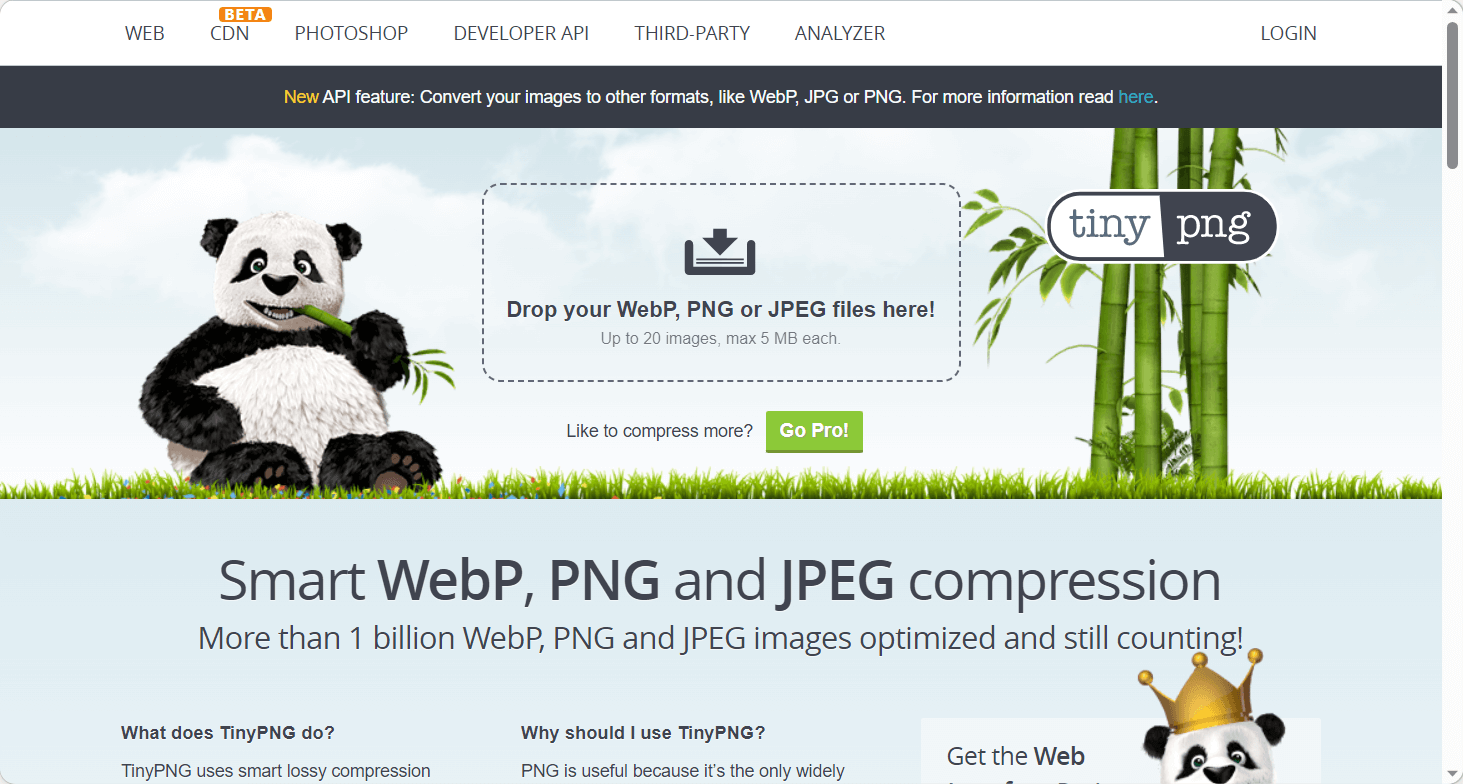 WEB
BETA
CDN
PHOTOSHOP
DEVELOPER API
THIRD-PARTY
ANALYZER
LOGIN
New API feature: Convert your images to other formats, like WebP, JPG or PNG. For more information read here.
tiny png
Drop your WebP, PNG or JPEG files here!
Up to 20 images, max 5 MB each.
Like to compress more? Go Pro!
Smart WebP, PNG and JPEG compression
More than 1 billion WebP, PNG and JPEG images optimized and still counting!
What does TinyPNG do?
TinyPNG uses smart lossy compression
Why should I use TinyPNG?
PNG is useful because it’s the only widely
Get the Web